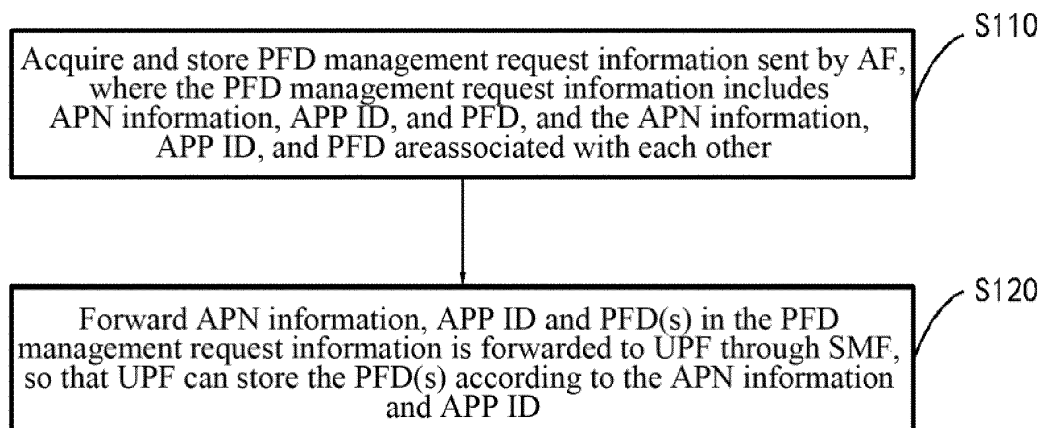 S110
Acquire and store PFD management request information sent by AF,
where the PFD management request information includes
APN information, APP ID, and PFD, and the APN information,
APP ID, and PFD areassociated with each other
S120
Forward APN information, APP ID and PFD(s) in the PFD
management request information is forwarded to UPF through SMF,
so that UPF can store the PFD(s) according to the APN information
and APP ID